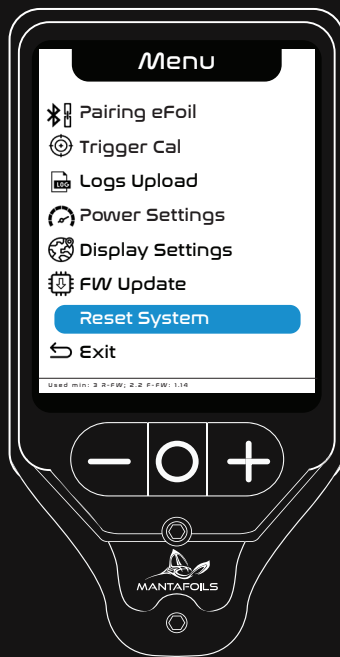 Menu
Pairing eFoil
Trigger Cal
LOG Logs Upload
Power Settings
Display Settings
FW Update
Reset System
Exit
Used min: 3 R-FW; 2.2 F-FW: 1.14
MANTAFOILS